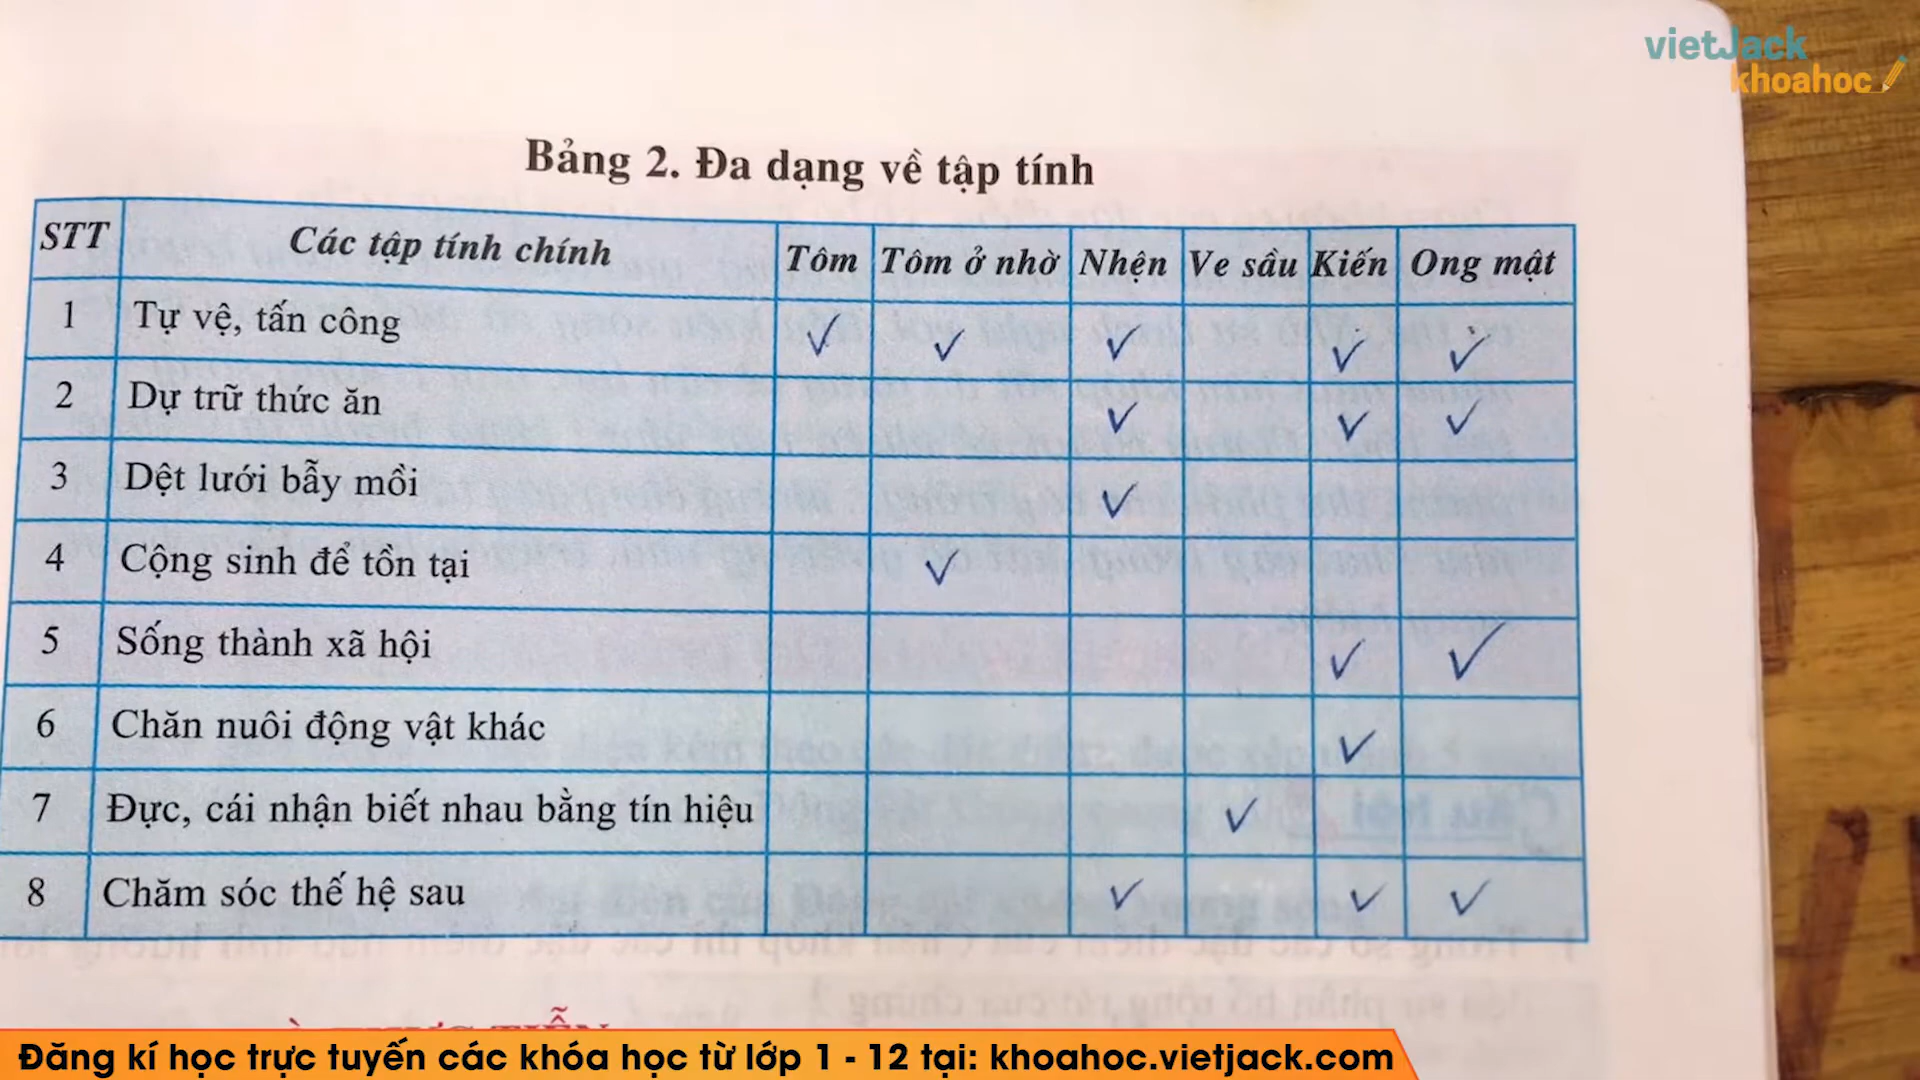 vietJack
khoahoc
Bảng 2. Đa dạng về tập tính
STT Các tập tính chính Tôm Tôm ở nhờ Nhện Ve sầu Kiến Ong mật
1 Tự vệ, tấn công ✓ ✓ ✓ ✓ ✓
2 Dự trữ thức ăn ✓ ✓ ✓
3 Dệt lưới bẫy mồi ✓
4 Cộng sinh để tồn tại ✓
5 Sống thành xã hội ✓ ✓
6 Chăn nuôi động vật khác ✓
7 Đực, cái nhận biết nhau bằng tín hiệu ✓
8 Chăm sóc thế hệ sau ✓ ✓ ✓
Đăng kí học trực tuyến các khóa học từ lớp 1 - 12 tại: khoahoc.vietjack.com